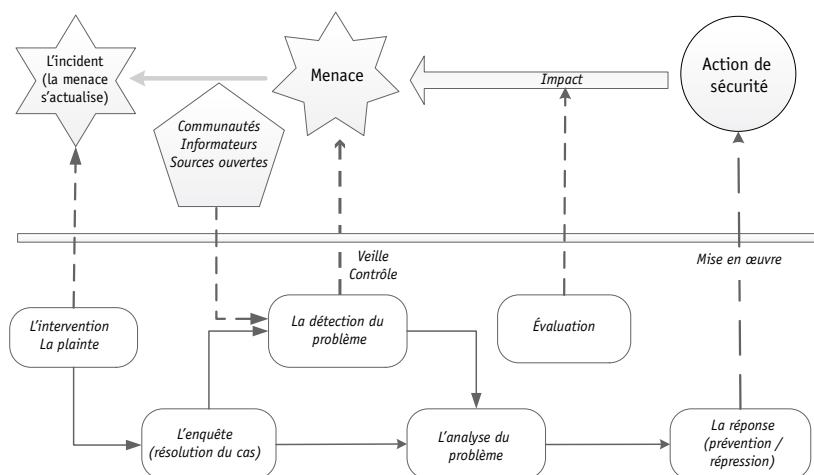 L'incident
(la menace
s'actualise)
Menace
Impact
Action de
sécurité
Communautés
Informateurs
Sources ouvertes
Veille
Contrôle
Mise en œuvre
L'intervention
La plainte
La détection du
problème
Évaluation
L'enquête
(résolution du cas)
L'analyse du
problème
La réponse
(prévention /
répression)